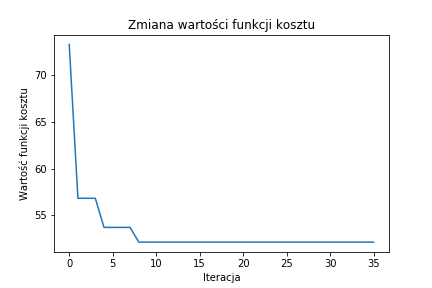 Zmiana wartości funkcji kosztu
Wartość funkcji kosztu
70
65
60
55
0 5 10 15 20 25 30 35
Iteracja